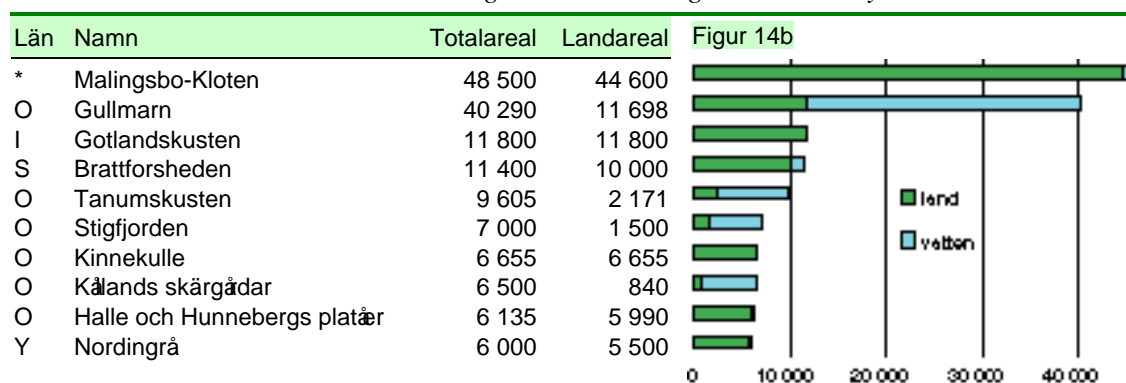 Län Namn Totalareal Landareal Figur 14b
* Malingsbo-Kloten 48 500 44 600
O Gullmarn 40 290 11 698
I Gotlandskusten 11 800 11 800
S Brattforsheden 11 400 10 000
O Tanumskusten 9 605 2 171
O Stigfjorden 7 000 1 500
O Kinnekulle 6 655 6 655
O Kålands skärgårdar 6 500 840
O Halle och Hunnebergs platåer 6 135 5 990
Y Nordingrå 6 000 5 500
land
vatten
0 10 000 20 000 30 000 40 000